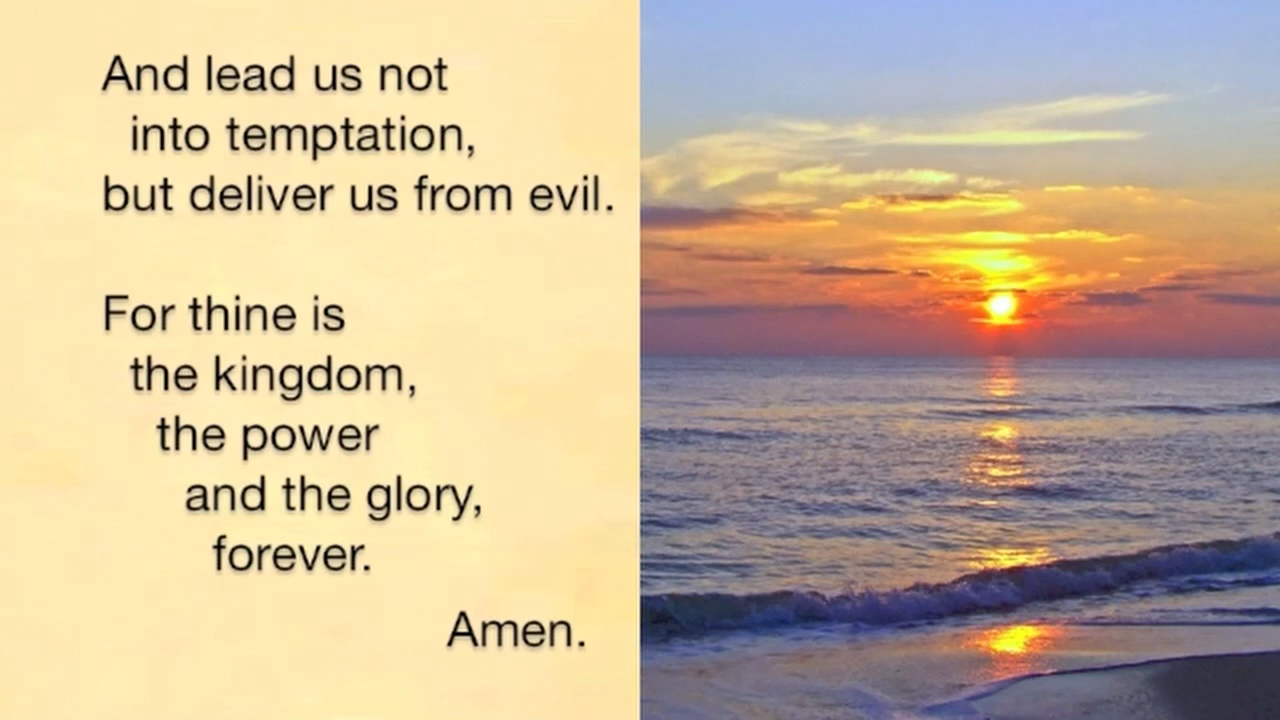 And lead us not
into temptation,
but deliver us from evil.
For thine is
the kingdom,
the power
and the glory,
forever.
Amen.